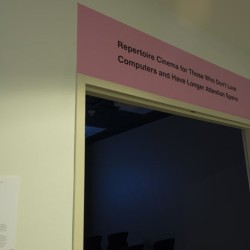 Repertoire Cinema for Those Who Don't Love
Computers and Have Longer Attention Spans